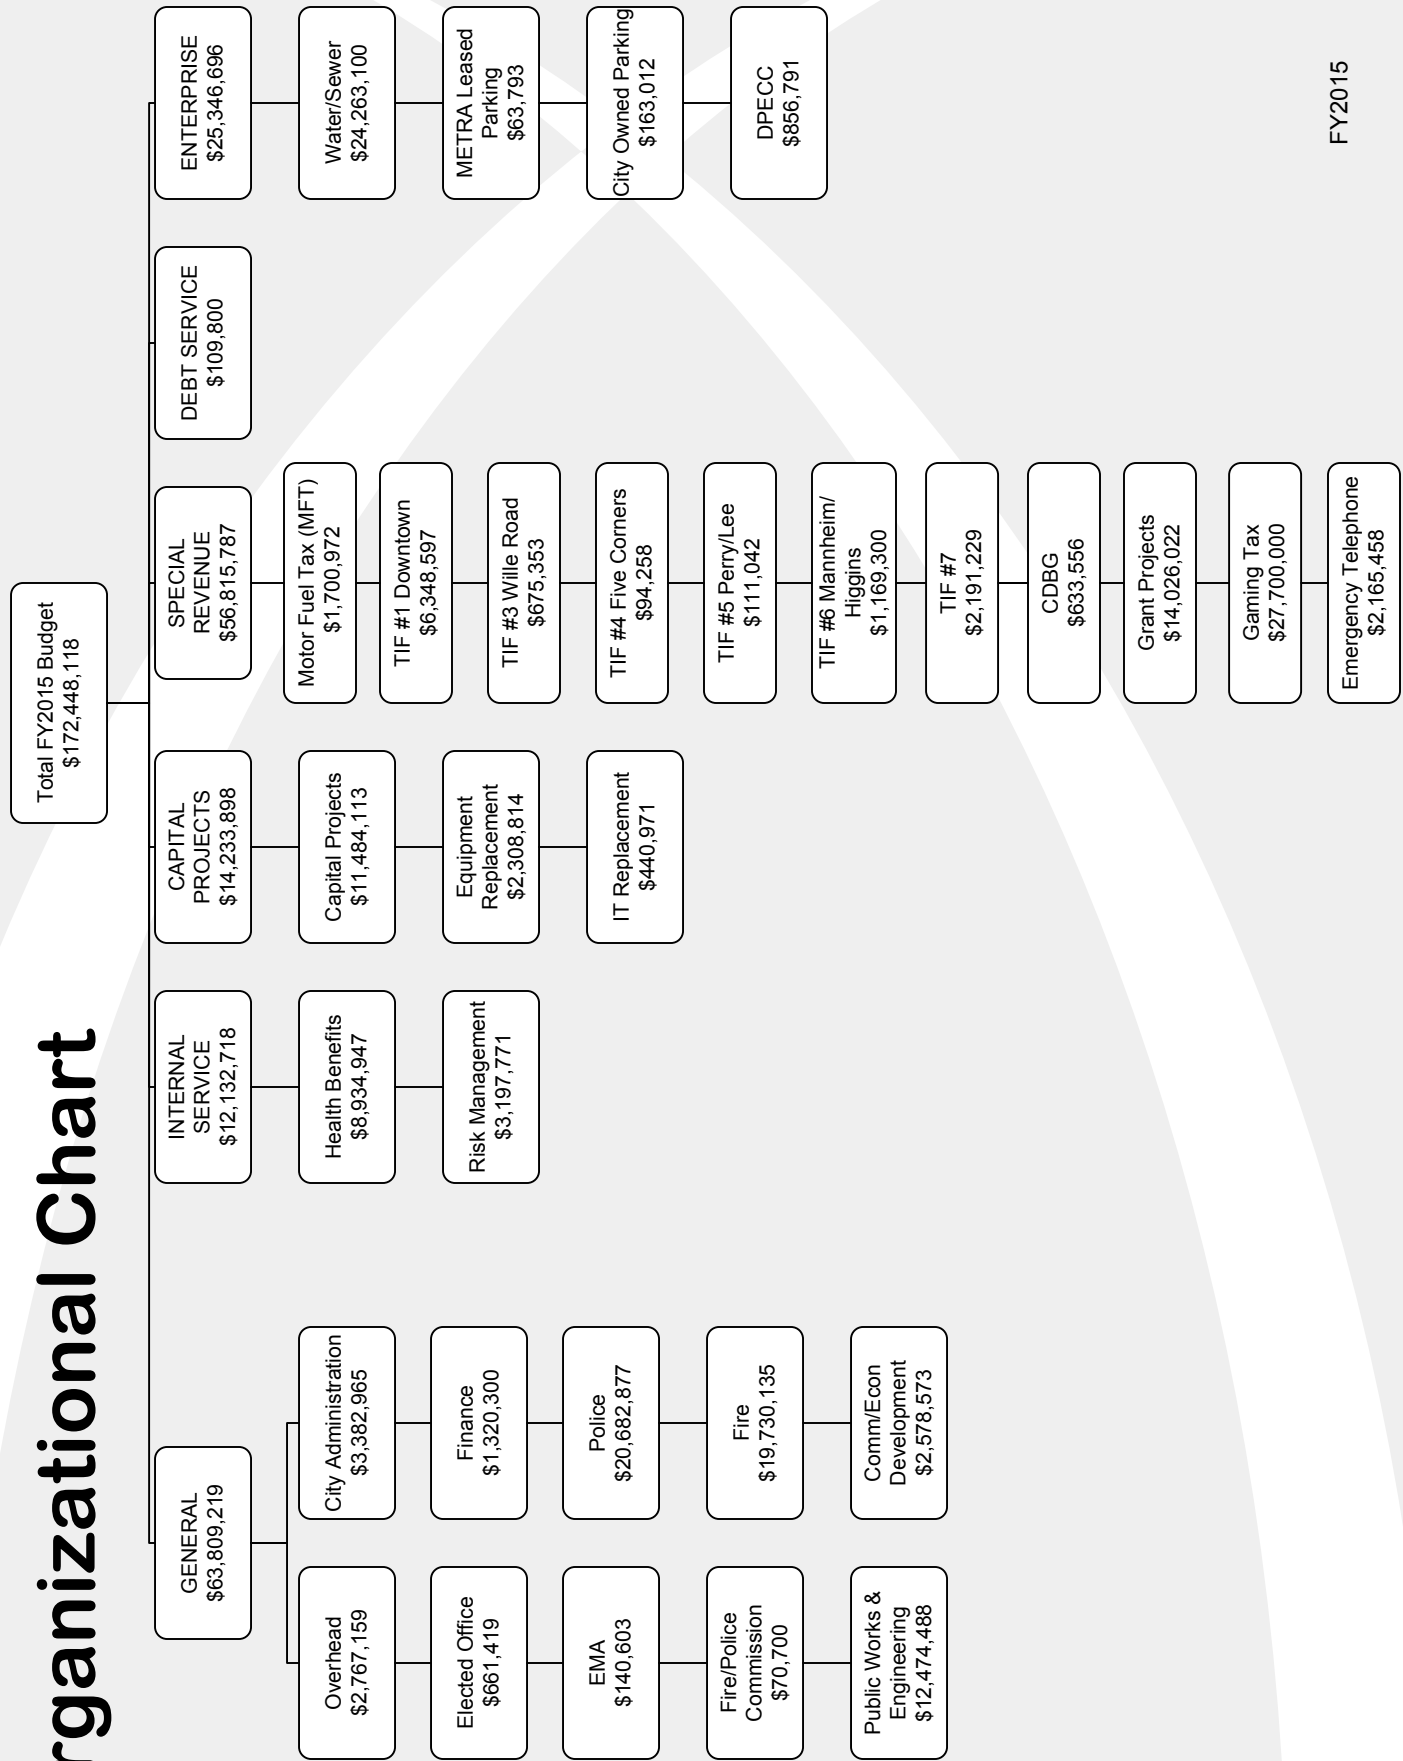 rganizational Chart
Total FY2015 Budget
$172,448,118
GENERAL
$63,809,219
Overhead
$2,767,159
Elected Office
$661,419
EMA
$140,603
Fire/Police
Commission
$70,700
Public Works &
Engineering
$12,474,488
City Administration
$3,382,965
Finance
$1,320,300
Police
$20,682,877
Fire
$19,730,135
Comm/Econ
Development
$2,578,573
INTERNAL
SERVICE
$12,132,718
Health Benefits
$8,934,947
Risk Management
$3,197,771
CAPITAL
PROJECTS
$14,233,898
Capital Projects
$11,484,113
Equipment
Replacement
$2,308,814
IT Replacement
$440,971
SPECIAL
REVENUE
$56,815,787
Motor Fuel Tax (MFT)
$1,700,972
TIF #1 Downtown
$6,348,597
TIF #3 Wille Road
$675,353
TIF #4 Five Corners
$94,258
TIF #5 Perry/Lee
$111,042
TIF #6 Mannheim/
Higgins
$1,169,300
TIF #7
$2,191,229
CDBG
$633,556
Grant Projects
$14,026,022
Gaming Tax
$27,700,000
Emergency Telephone
$2,165,458
DEBT SERVICE
$109,800
ENTERPRISE
$25,346,696
Water/Sewer
$24,263,100
METRA Leased
Parking
$63,793
City Owned Parking
$163,012
DPECC
$856,791
FY2015